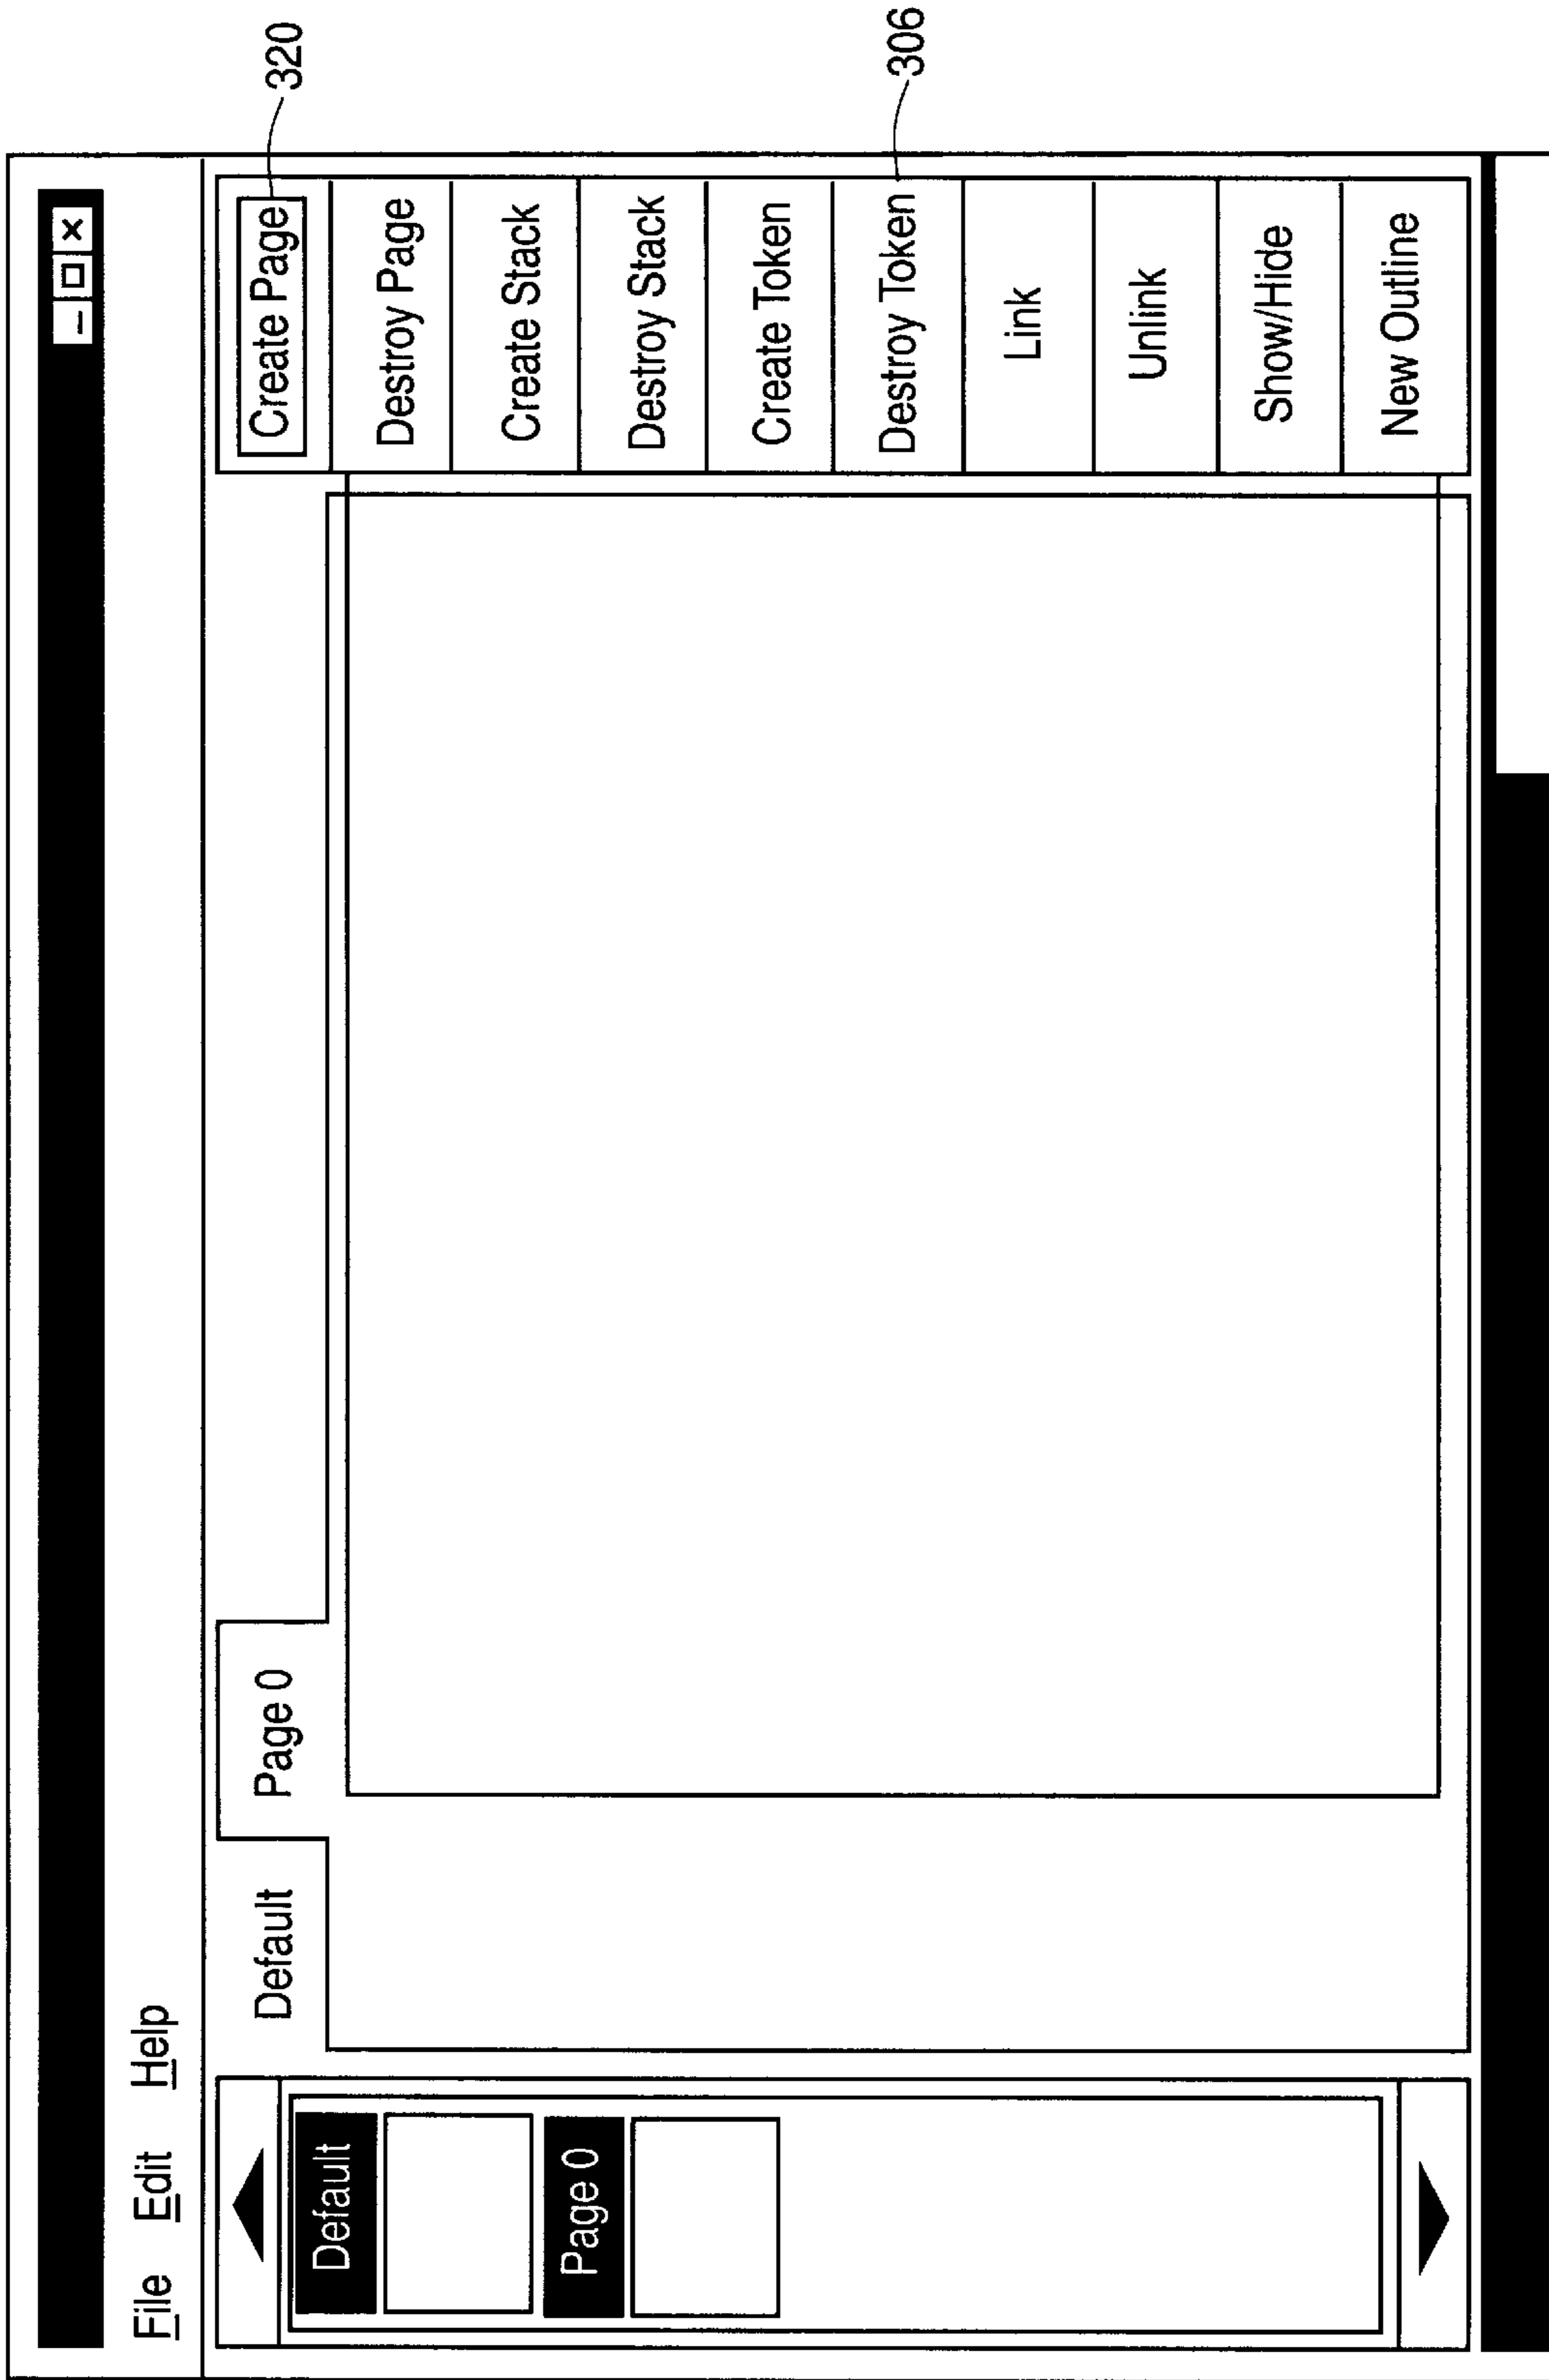 – □ ×
File Edit Help
Default
Page 0
Default
Page 0
Create Page
Destroy Page
Create Stack
Destroy Stack
Create Token
Destroy Token
Link
Unlink
Show/Hide
New Outline
320
306